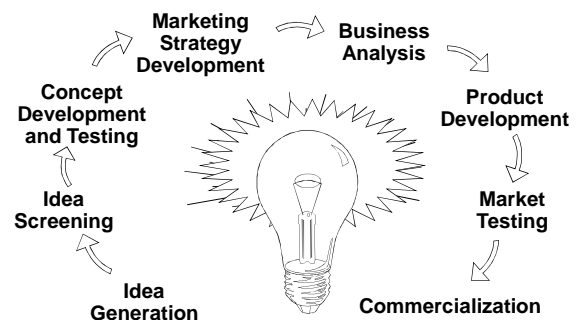 Idea
Generation
Idea
Screening
Concept
Development
and Testing
Marketing
Strategy
Development
Business
Analysis
Product
Development
Market
Testing
Commercialization